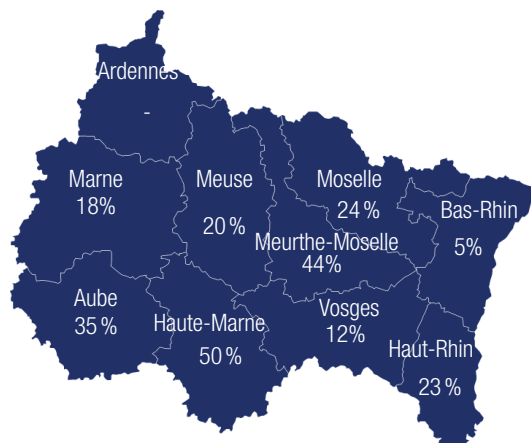 Ardennes
-
Marne
18%
Meuse
20 %
Moselle
24 %
Bas-Rhin
5%
Meurthe-Moselle
44%
Aube
35 %
Haute-Marne
50 %
Vosges
12%
Haut-Rhin
23 %